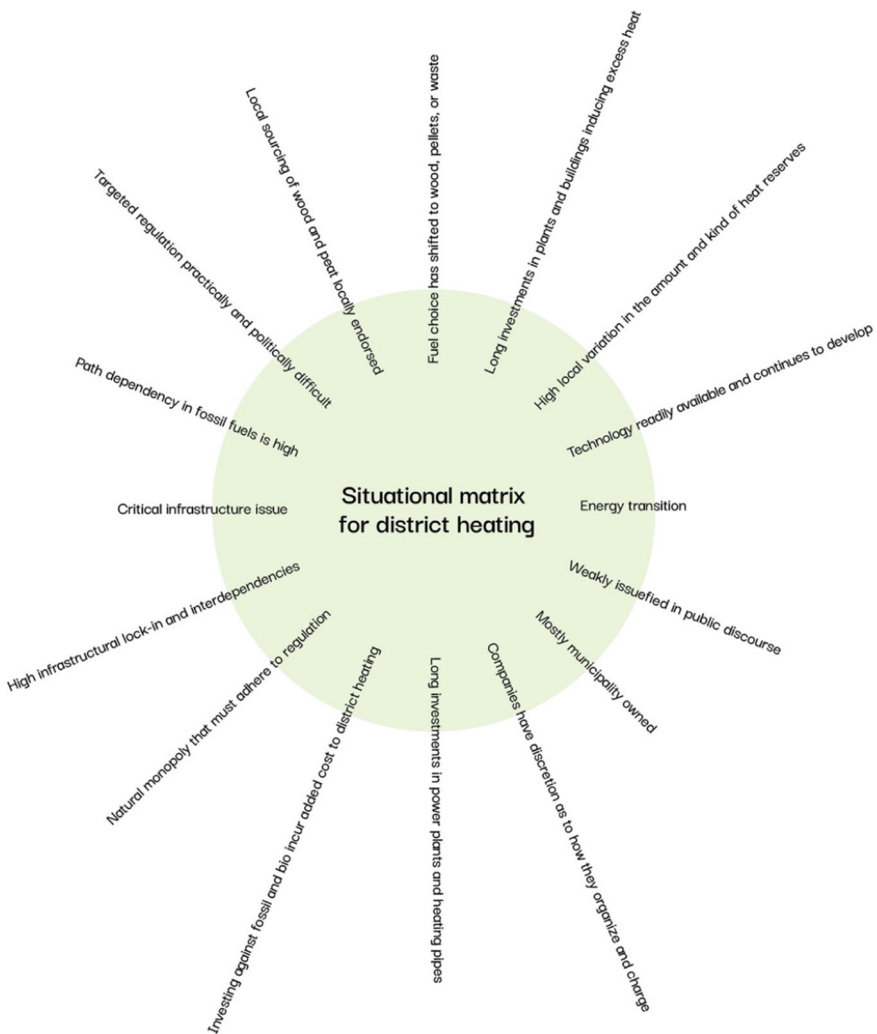 Situational matrix
for district heating
Fuel choice has shifted to wood, pellets, or waste
Long investments in plants and buildings inducing excess heat
High local variation in the amount and kind of heat reserves
Technology readily available and continues to develop
Energy transition
Weakly issuefied in public discourse
Mostly municipality owned
Companies have discretion as to how they organize and charge
Long investments in power plants and heating pipes
Investing against fossil and bio incur added cost to district heating
Natural monopoly that must adhere to regulation
High infrastructural lock-in and interdependencies
Critical infrastructure issue
Path dependency in fossil fuels is high
Targeted regulation practically and politically difficult
Local sourcing of wood and peat locally endorsed